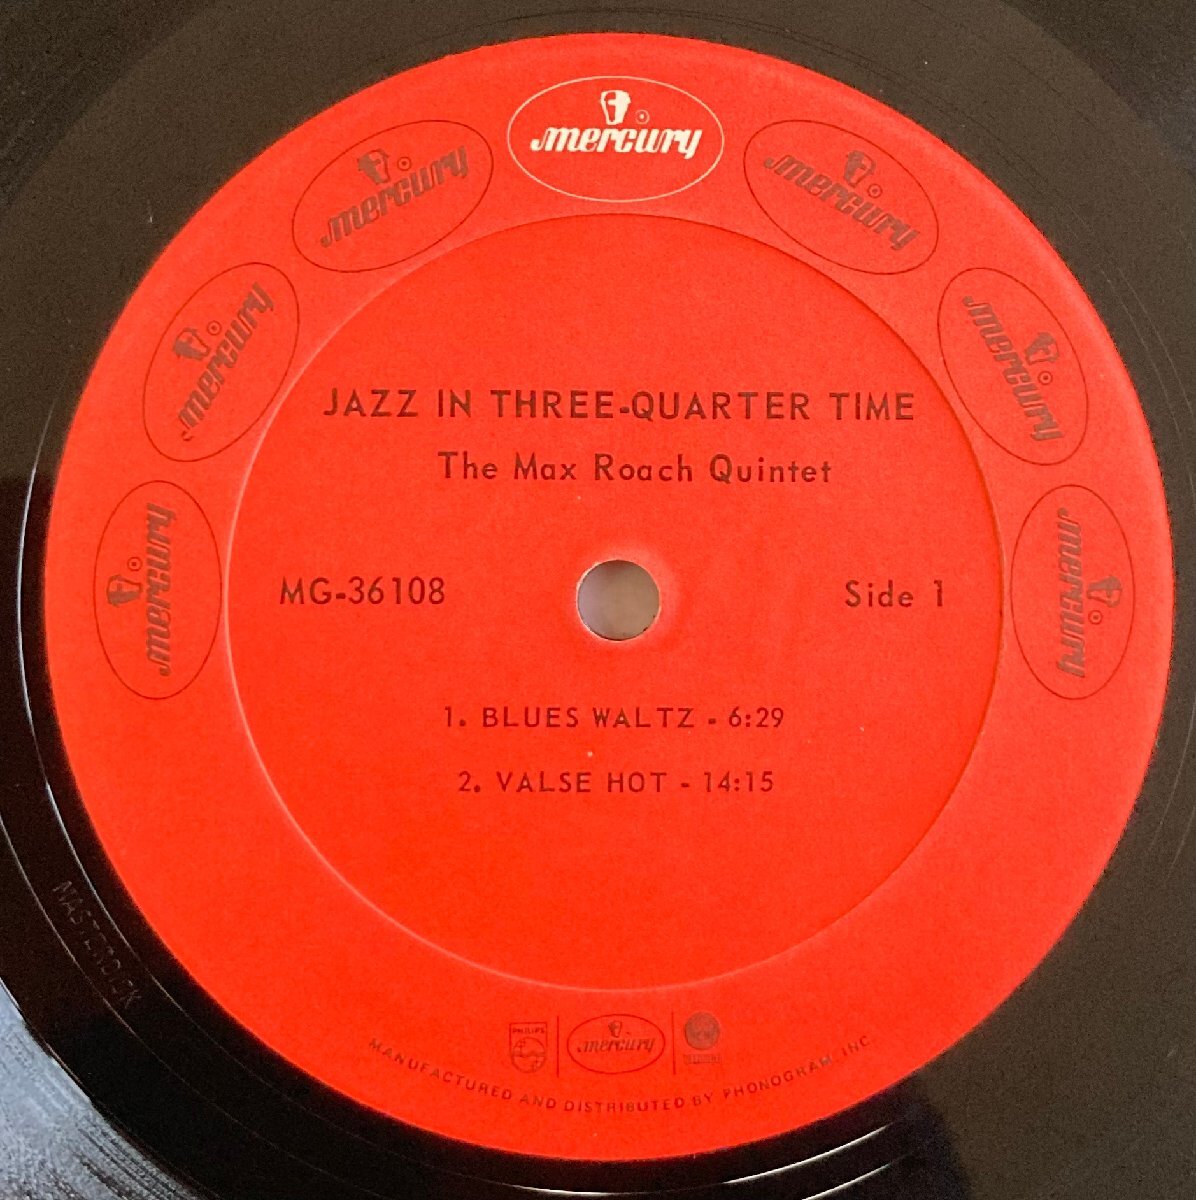 mercury
mercury
mercury
mercury
mercury
mercury
mercury
JAZZ IN THREE-QUARTER TIME
The Max Roach Quintet
MG-36108
Side 1
1. BLUES WALTZ - 6:29
2. VALSE HOT - 14:15
MASTERDISK
PHILIPS
mercury
MANUFACTURED AND DISTRIBUTED BY PHONOGRAM, INC.